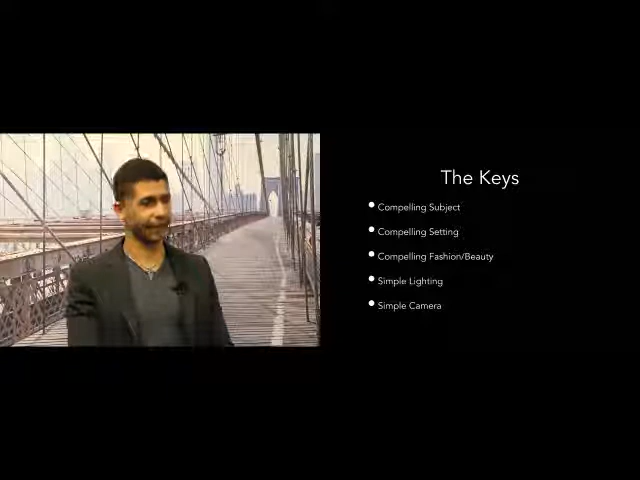 The Keys
Compelling Subject
Compelling Setting
Compelling Fashion/Beauty
Simple Lighting
Simple Camera